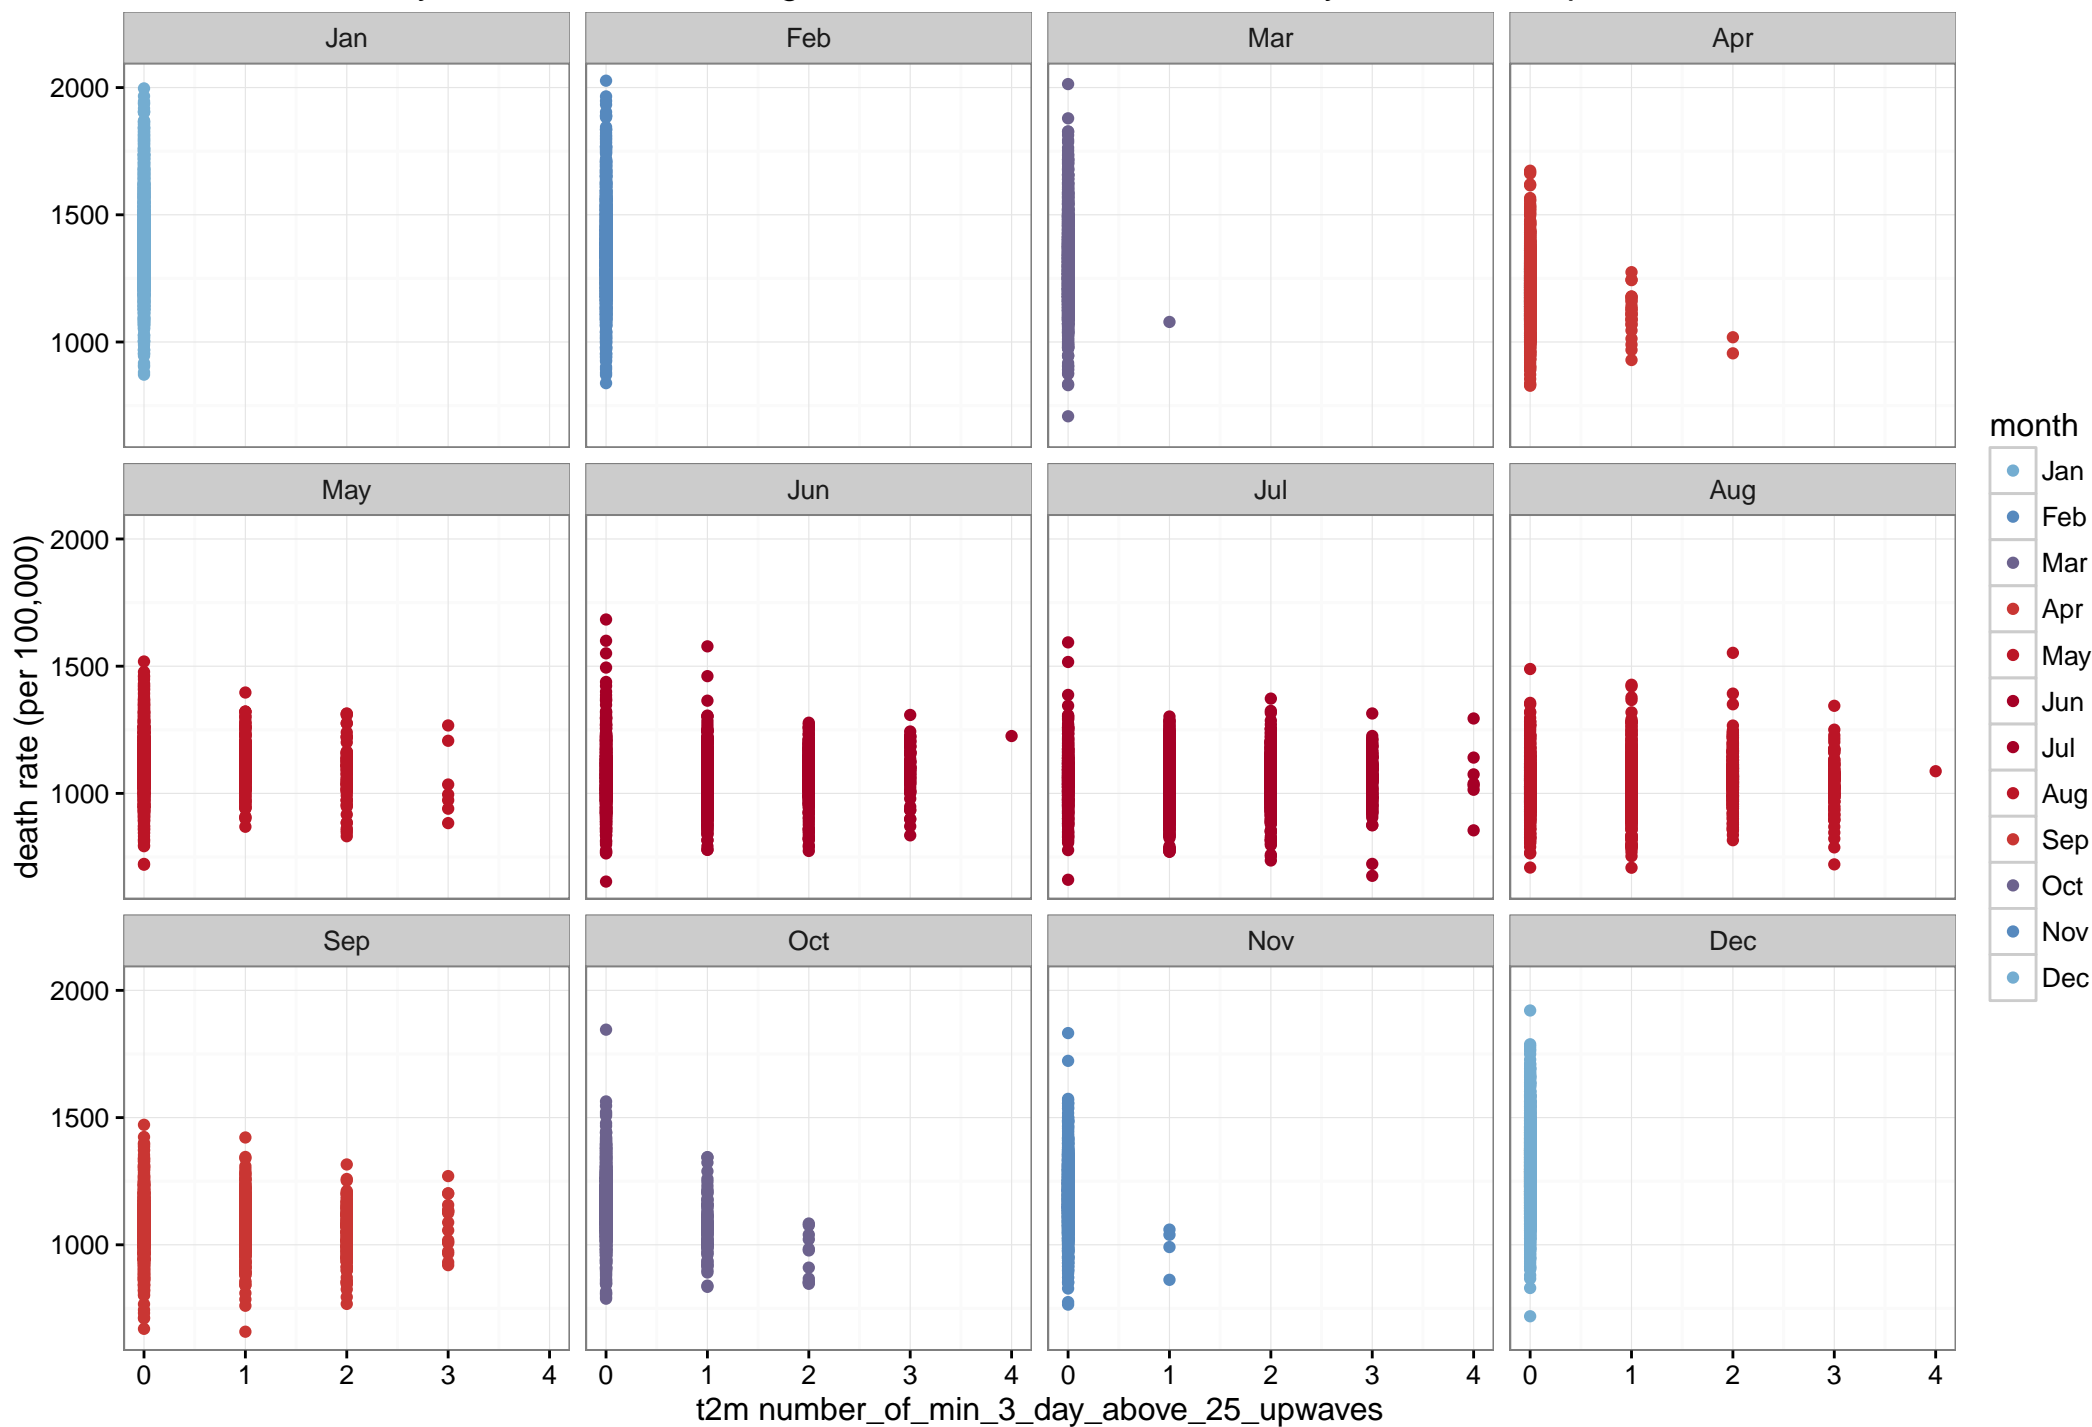 Jan Feb Mar Apr
2000
1500
1000
May Jun Jul Aug
2000
1500
1000
Sep Oct Nov Dec
2000
1500
1000
0 1 2 3 4 0 1 2 3 4 0 1 2 3 4 0 1 2 3 4
t2m number_of_min_3_day_above_25_upwaves
death rate (per 100,000)
month
Jan
Feb
Mar
Apr
May
Jun
Jul
Aug
Sep
Oct
Nov
Dec